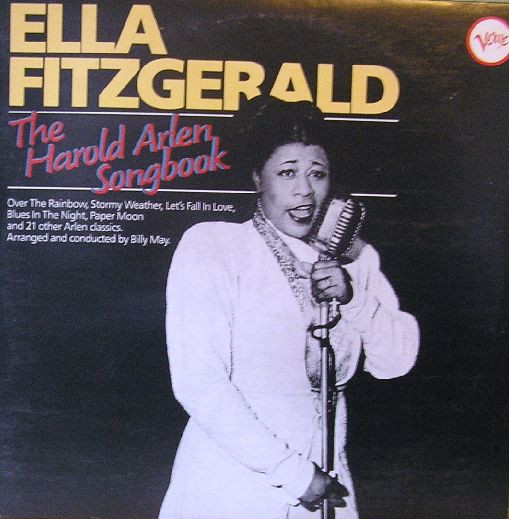 ELLA
FITZGERALD
Verve
The
Harold Arlen
Songbook
Over The Rainbow, Stormy Weather, Let's Fall In Love,
Blues In The Night, Paper Moon
and 21 other Arlen classics.
Arranged and conducted by Billy May.